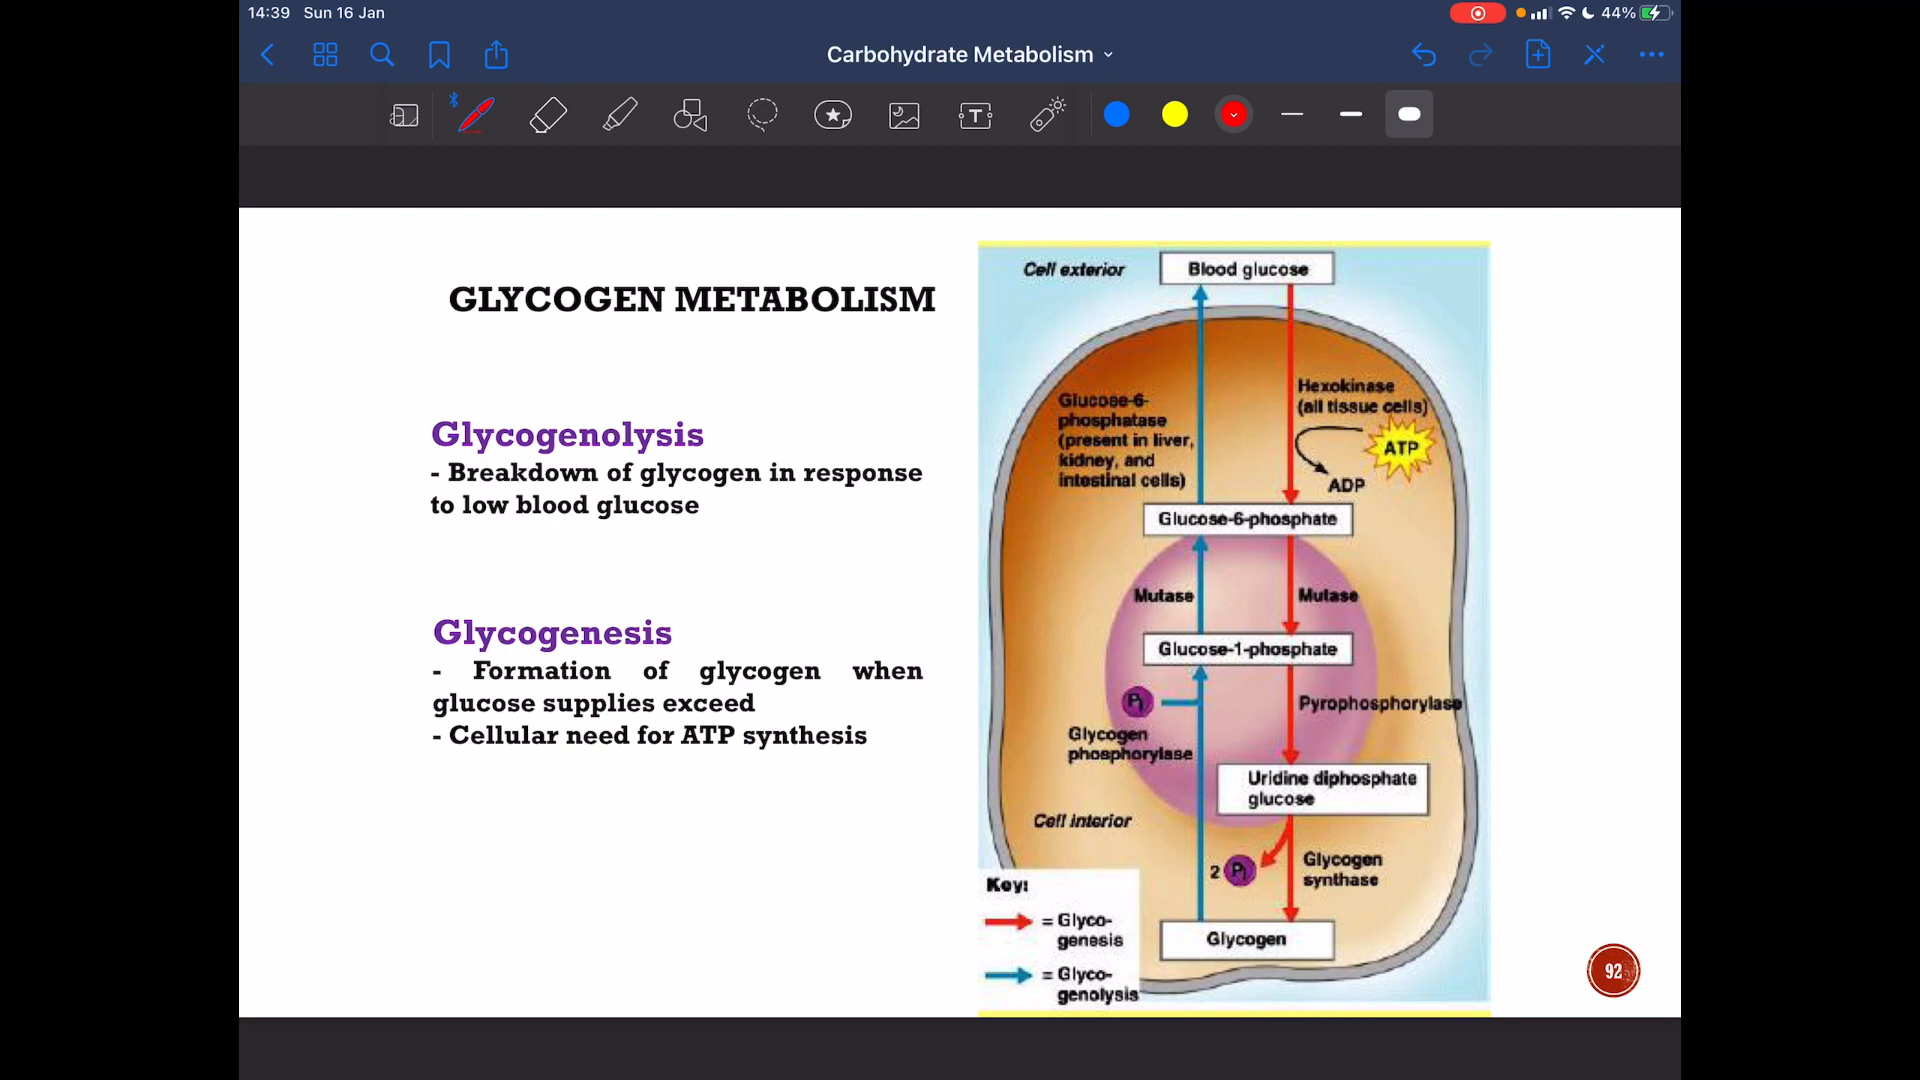 14:39 Sun 16 Jan
44%
Carbohydrate Metabolism
T
GLYCOGEN METABOLISM
Glycogenolysis
- Breakdown of glycogen in response
to low blood glucose
Glycogenesis
- Formation of glycogen when
glucose supplies exceed
- Cellular need for ATP synthesis
Cell exterior
Blood glucose
Glucose-6-
phosphatase
(present in liver,
kidney, and
intestinal cells)
Hexokinase
(all tissue cells)
ATP
ADP
Glucose-6-phosphate
Mutase
Mutase
Glucose-1-phosphate
Pi
Pyrophosphorylase
Glycogen
phosphorylase
Uridine diphosphate
glucose
Cell interior
2 Pi
Glycogen
synthase
Glycogen
Key:
= Glyco-
genesis
= Glyco-
genolysis
92